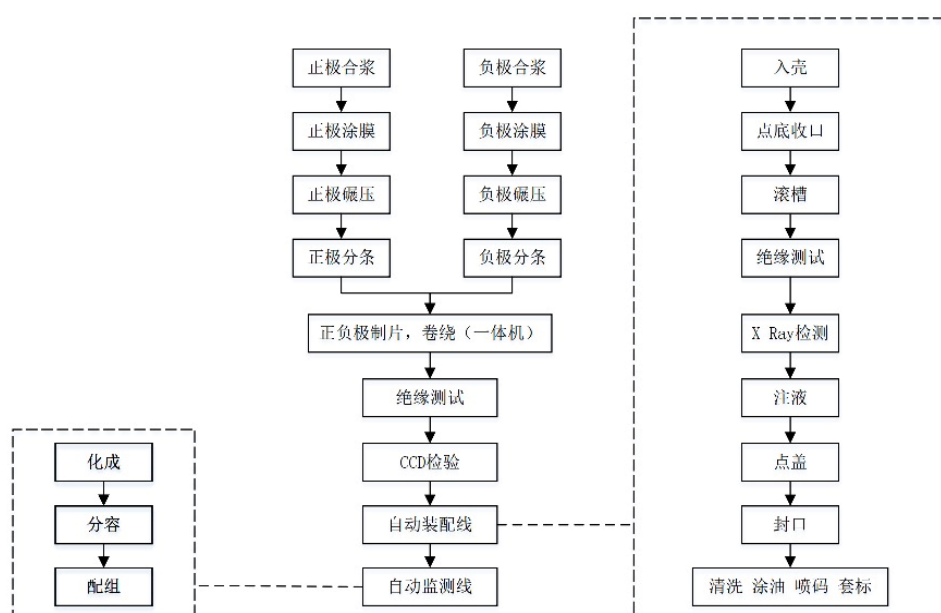 正极合浆
负极合浆
正极涂膜
负极涂膜
正极碾压
负极碾压
正极分条
负极分条
正负极制片，卷绕（一体机）
绝缘测试
CCD检验
自动装配线
自动监测线
化成
分容
配组
入壳
点底收口
滚槽
绝缘测试
X Ray检测
注液
点盖
封口
清洗 涂油 喷码 套标